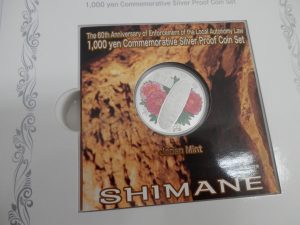 1,000 yen Commemorative Silver Proof Coin Set
The 60th Anniversary of Enforcement of the Local Autonomy Law
1,000 yen Commemorative Silver Proof Coin Set
Japan Mint
SHIMANE